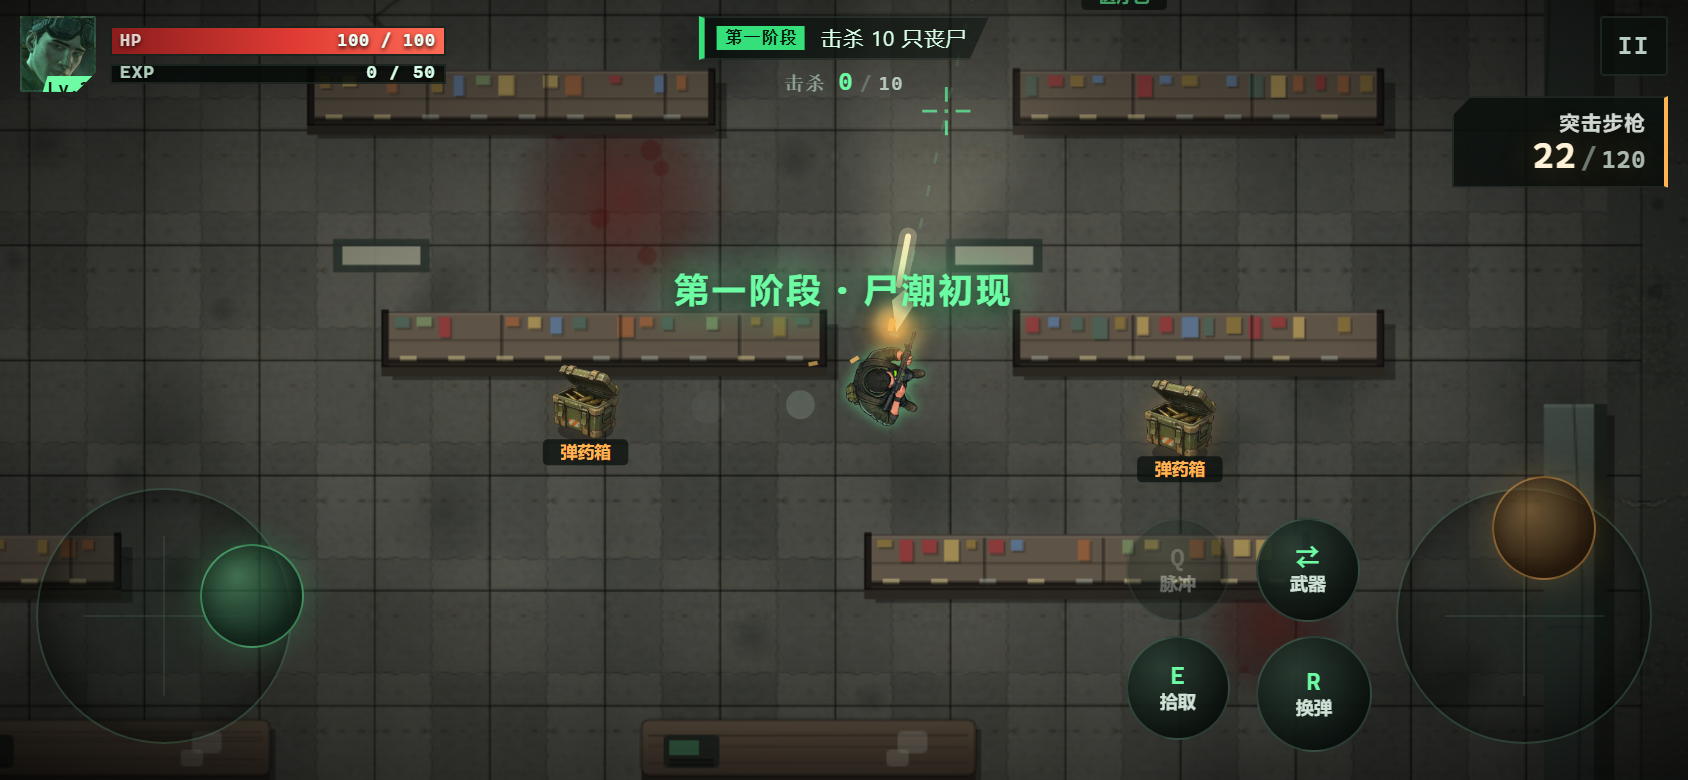 HP 100 / 100
EXP 0 / 50
第一阶段 击杀 10 只丧尸
击杀 0 / 10
II
突击步枪
22 / 120
第一阶段 · 尸潮初现
弹药箱
弹药箱
Q
脉冲
武器
E
拾取
R
换弹